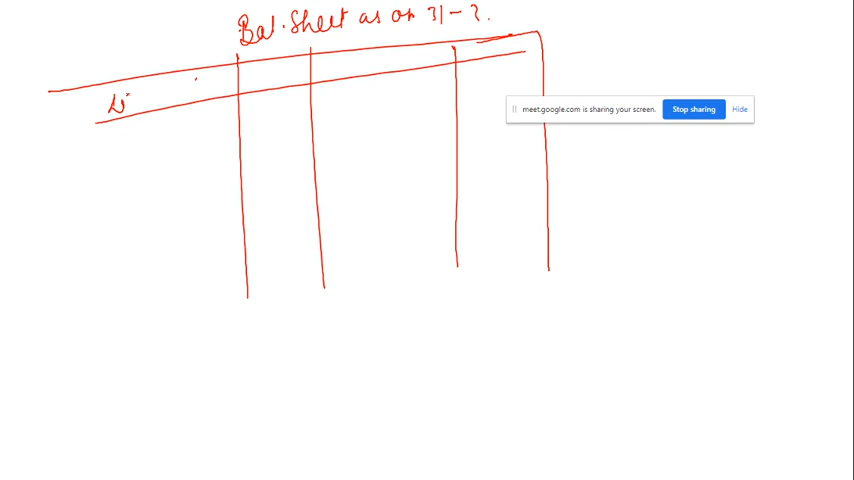 Bal. Sheet as on 31-3.
meet.google.com is sharing your screen. Stop sharing Hide